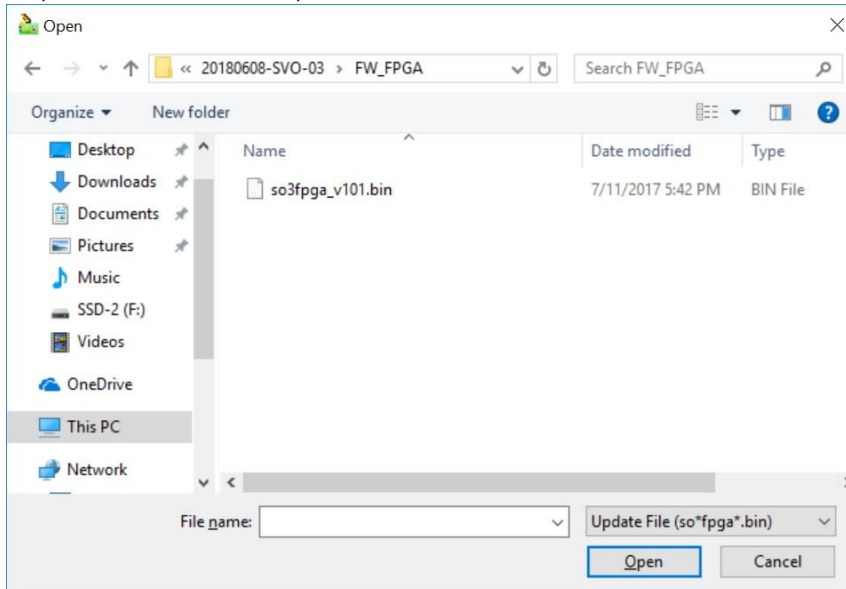 Open
« 20180608-SVO-03 > FW_FPGA
Search FW_FPGA
Organize
New folder
Name
Date modified
Type
Desktop
so3fpga_v101.bin
7/11/2017 5:42 PM
BIN File
Downloads
Documents
Pictures
Music
SSD-2 (F:)
Videos
OneDrive
This PC
Network
File name:
Update File (so*fpga*.bin)
Open
Cancel